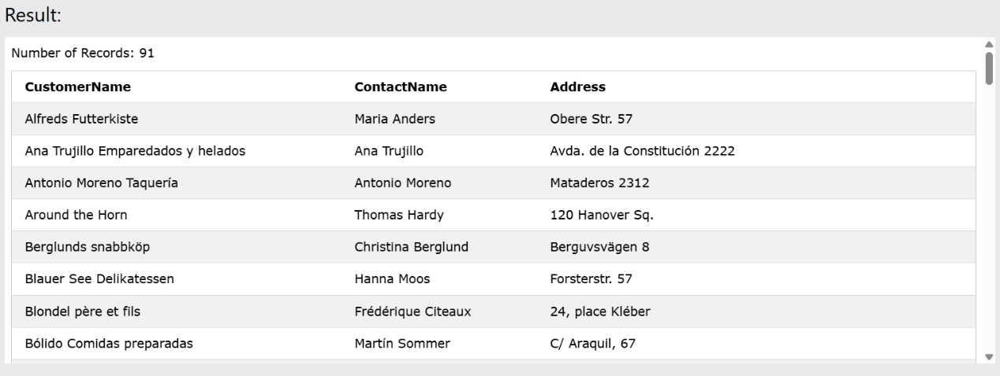 Result:
Number of Records: 91
CustomerName ContactName Address
Alfreds Futterkiste Maria Anders Obere Str. 57
Ana Trujillo Emparedados y helados Ana Trujillo Avda. de la Constitución 2222
Antonio Moreno Taquería Antonio Moreno Mataderos 2312
Around the Horn Thomas Hardy 120 Hanover Sq.
Berglunds snabbköp Christina Berglund Berguvsvägen 8
Blauer See Delikatessen Hanna Moos Forsterstr. 57
Blondel père et fils Frédérique Citeaux 24, place Kléber
Bólido Comidas preparadas Martín Sommer C/ Araquil, 67